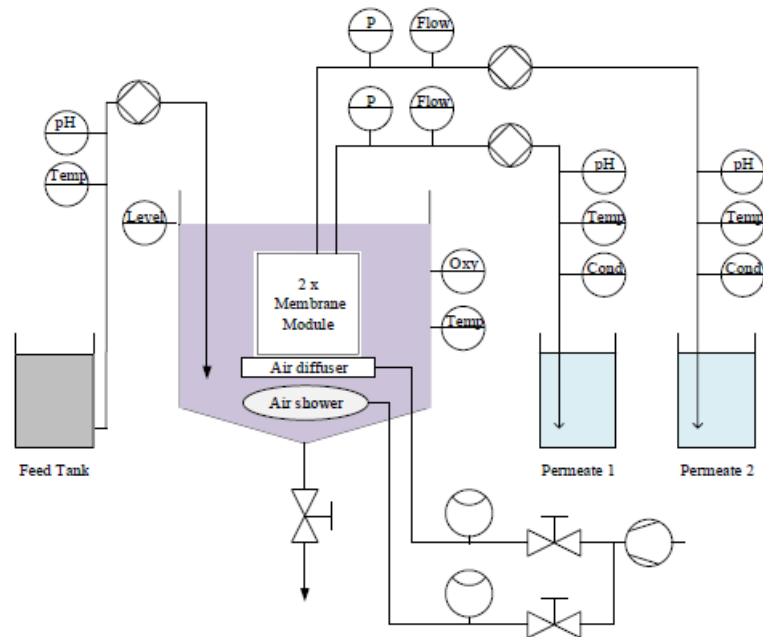 P
Flow
P
Flow
pH
Temp
Level
pH
Temp
Cond
pH
Temp
Cond
Oxy
Temp
2 x
Membrane
Module
Air diffuser
Air shower
Feed Tank
Permeate 1
Permeate 2